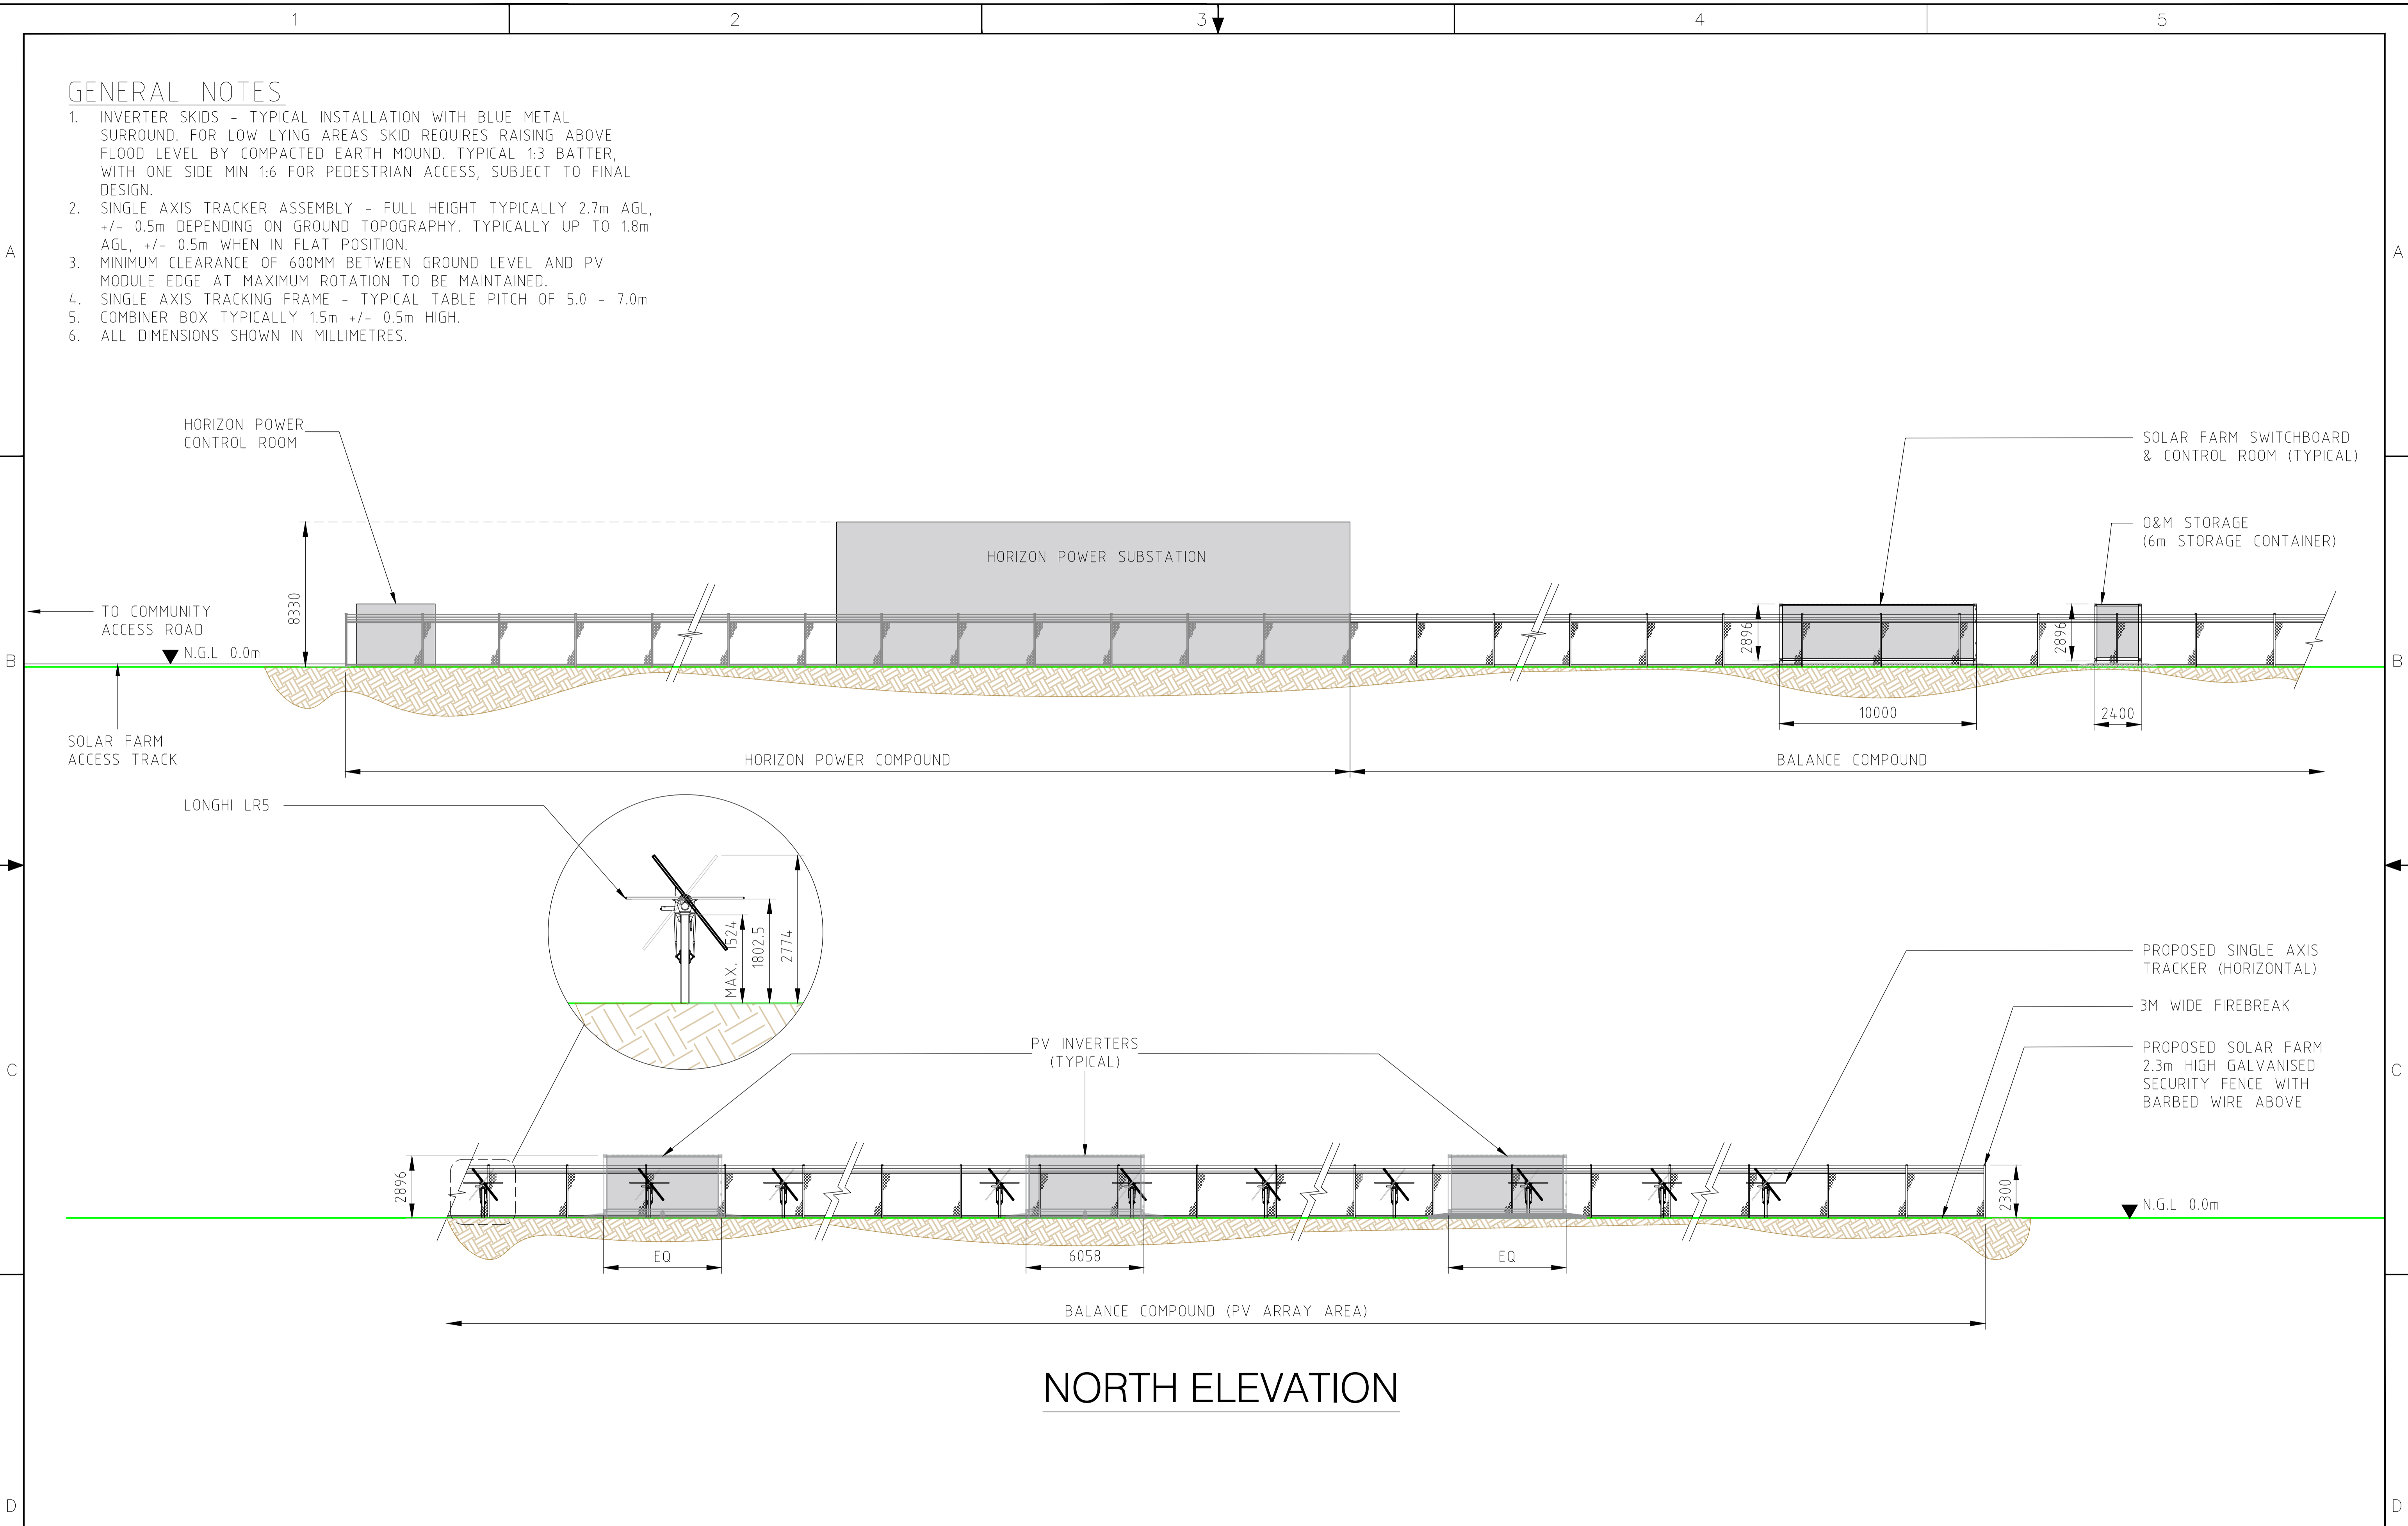 1 2 3 4 5
GENERAL NOTES
1. INVERTER SKIDS - TYPICAL INSTALLATION WITH BLUE METAL
SURROUND. FOR LOW LYING AREAS SKID REQUIRES RAISING ABOVE
FLOOD LEVEL BY COMPACTED EARTH MOUND. TYPICAL 1:3 BATTER,
WITH ONE SIDE MIN 1:6 FOR PEDESTRIAN ACCESS, SUBJECT TO FINAL
DESIGN.
2. SINGLE AXIS TRACKER ASSEMBLY - FULL HEIGHT TYPICALLY 2.7m AGL,
+/- 0.5m DEPENDING ON GROUND TOPOGRAPHY. TYPICALLY UP TO 1.8m
AGL, +/- 0.5m WHEN IN FLAT POSITION.
3. MINIMUM CLEARANCE OF 600MM BETWEEN GROUND LEVEL AND PV
MODULE EDGE AT MAXIMUM ROTATION TO BE MAINTAINED.
4. SINGLE AXIS TRACKING FRAME - TYPICAL TABLE PITCH OF 5.0 - 7.0m
5. COMBINER BOX TYPICALLY 1.5m +/- 0.5m HIGH.
6. ALL DIMENSIONS SHOWN IN MILLIMETRES.
A A
HORIZON POWER
CONTROL ROOM
SOLAR FARM SWITCHBOARD
& CONTROL ROOM (TYPICAL)
O&M STORAGE
(6m STORAGE CONTAINER)
HORIZON POWER SUBSTATION
8330
TO COMMUNITY
ACCESS ROAD
N.G.L 0.0m
2896
2896
B B
10000
2400
SOLAR FARM
ACCESS TRACK
HORIZON POWER COMPOUND
BALANCE COMPOUND
LONGHI LR5
MAX. 1524
1802.5
2774
PROPOSED SINGLE AXIS
TRACKER (HORIZONTAL)
3M WIDE FIREBREAK
PV INVERTERS
(TYPICAL)
PROPOSED SOLAR FARM
2.3m HIGH GALVANISED
SECURITY FENCE WITH
BARBED WIRE ABOVE
C C
2896
2300
N.G.L 0.0m
EQ
6058
EQ
BALANCE COMPOUND (PV ARRAY AREA)
NORTH ELEVATION
D D